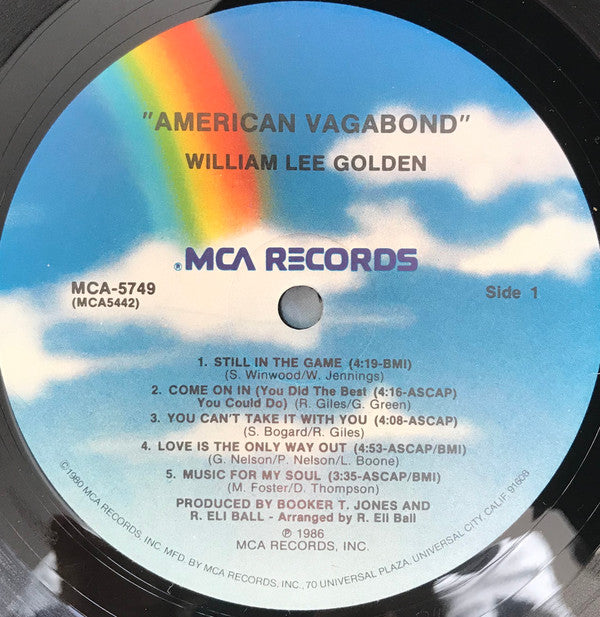 "AMERICAN VAGABOND"
WILLIAM LEE GOLDEN
®MCA RECORDS
MCA-5749
(MCA5442)
Side 1
1. STILL IN THE GAME (4:19-BMI)
(S. Winwood/W. Jennings)
2. COME ON IN (You Did The Best (4:16-ASCAP)
You Could Do) (R. Giles/G. Green)
3. YOU CAN'T TAKE IT WITH YOU (4:08-ASCAP)
(S. Bogard/R. Giles)
4. LOVE IS THE ONLY WAY OUT (4:53-ASCAP/BMI)
(G. Nelson/P. Nelson/L. Boone)
5. MUSIC FOR MY SOUL (3:35-ASCAP/BMI)
(M. Foster/D. Thompson)
PRODUCED BY BOOKER T. JONES AND
R. ELI BALL - Arranged by R. Eli Ball
℗ 1986
MCA RECORDS, INC.
©1980 MCA RECORDS, INC. MFD. BY MCA RECORDS, INC., 70 UNIVERSAL PLAZA, UNIVERSAL CITY, CALIF. 91608